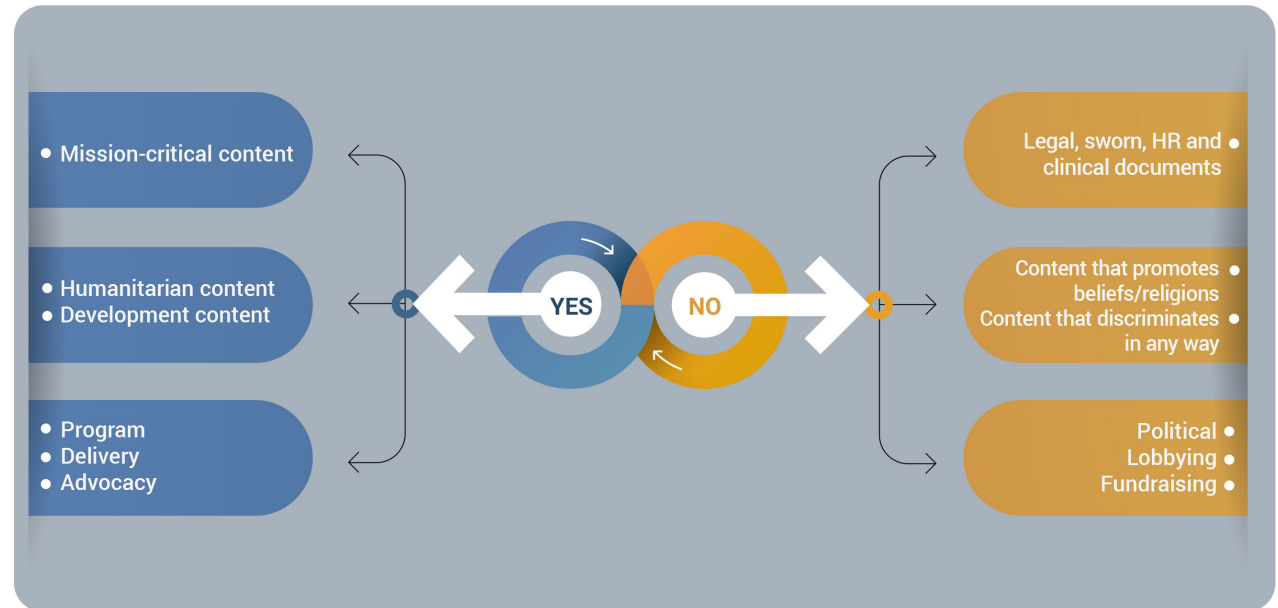 Mission-critical content
Humanitarian content
Development content
Program
Delivery
Advocacy
YES
NO
Legal, sworn, HR and
clinical documents
Content that promotes
beliefs/religions
Content that discriminates
in any way
Political
Lobbying
Fundraising